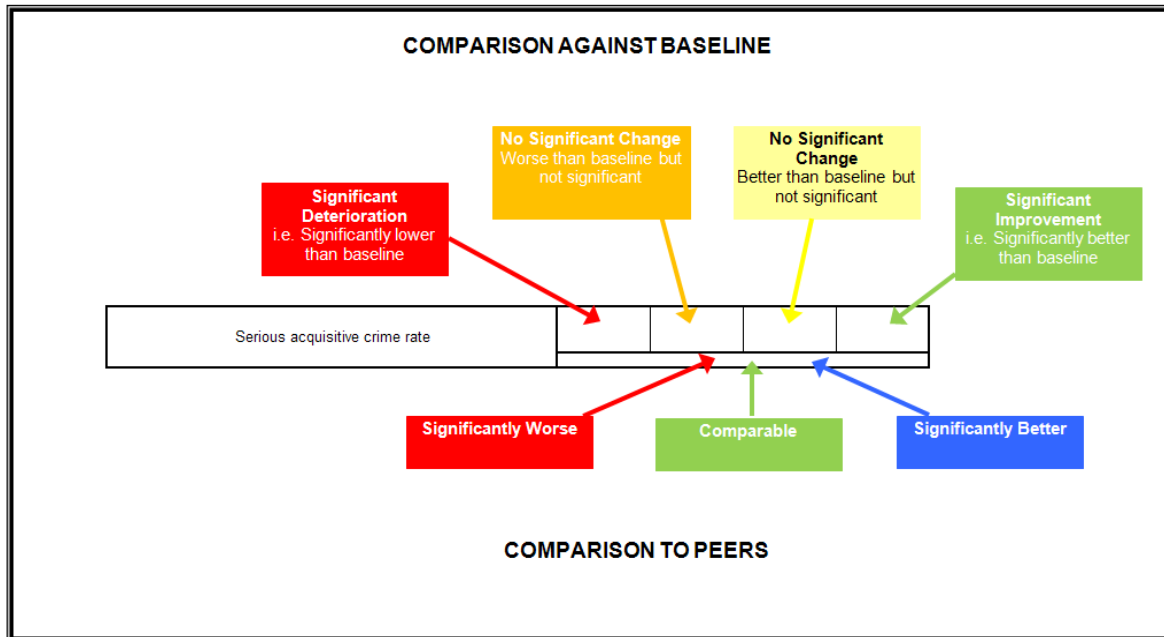 COMPARISON AGAINST BASELINE
No Significant Change
Worse than baseline but
not significant
No Significant
Change
Better than baseline but
not significant
Significant
Deterioration
i.e. Significantly lower
than baseline
Significant
Improvement
i.e. Significantly better
than baseline
Serious acquisitive crime rate
Significantly Worse
Comparable
Significantly Better
COMPARISON TO PEERS